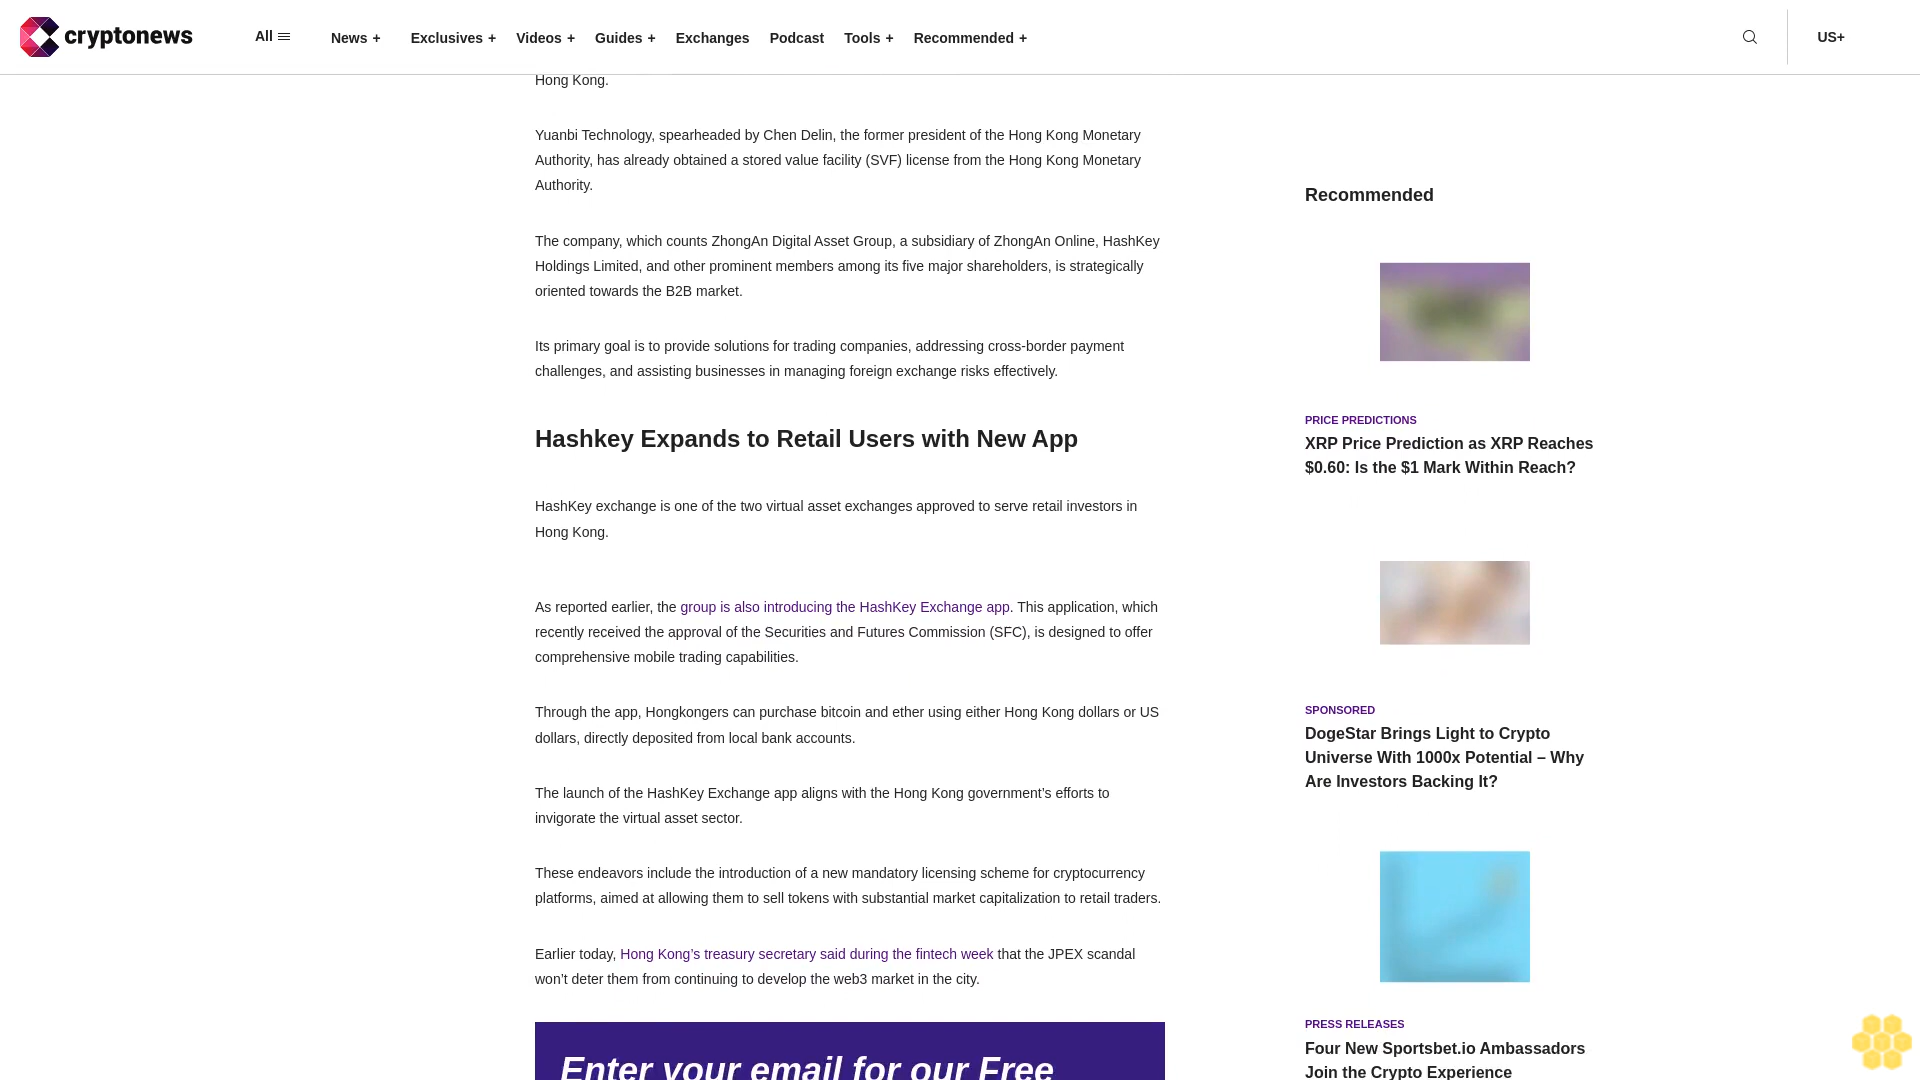 cryptonews
All
News +
Exclusives +
Videos +
Guides +
Exchanges
Podcast
Tools +
Recommended +
US+
Hong Kong.
Yuanbi Technology, spearheaded by Chen Delin, the former president of the Hong Kong Monetary
Authority, has already obtained a stored value facility (SVF) license from the Hong Kong Monetary
Authority.
The company, which counts ZhongAn Digital Asset Group, a subsidiary of ZhongAn Online, HashKey
Holdings Limited, and other prominent members among its five major shareholders, is strategically
oriented towards the B2B market.
Its primary goal is to provide solutions for trading companies, addressing cross-border payment
challenges, and assisting businesses in managing foreign exchange risks effectively.
Hashkey Expands to Retail Users with New App
HashKey exchange is one of the two virtual asset exchanges approved to serve retail investors in
Hong Kong.
As reported earlier, the group is also introducing the HashKey Exchange app. This application, which
recently received the approval of the Securities and Futures Commission (SFC), is designed to offer
comprehensive mobile trading capabilities.
Through the app, Hongkongers can purchase bitcoin and ether using either Hong Kong dollars or US
dollars, directly deposited from local bank accounts.
The launch of the HashKey Exchange app aligns with the Hong Kong government’s efforts to
invigorate the virtual asset sector.
These endeavors include the introduction of a new mandatory licensing scheme for cryptocurrency
platforms, aimed at allowing them to sell tokens with substantial market capitalization to retail traders.
Earlier today, Hong Kong’s treasury secretary said during the fintech week that the JPEX scandal
won’t deter them from continuing to develop the web3 market in the city.
Enter your email for our Free
Recommended
PRICE PREDICTIONS
XRP Price Prediction as XRP Reaches
$0.60: Is the $1 Mark Within Reach?
SPONSORED
DogeStar Brings Light to Crypto
Universe With 1000x Potential – Why
Are Investors Backing It?
PRESS RELEASES
Four New Sportsbet.io Ambassadors
Join the Crypto Experience